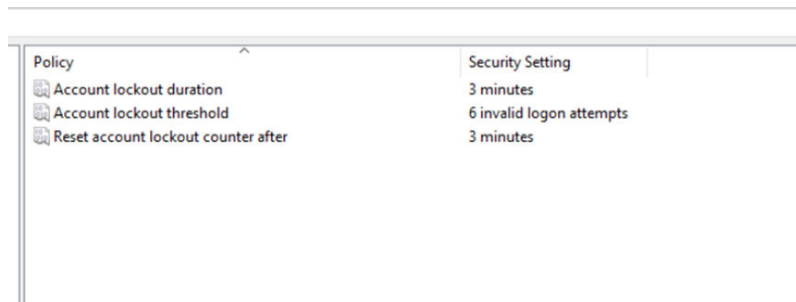 Policy Security Setting
Account lockout duration 3 minutes
Account lockout threshold 6 invalid logon attempts
Reset account lockout counter after 3 minutes